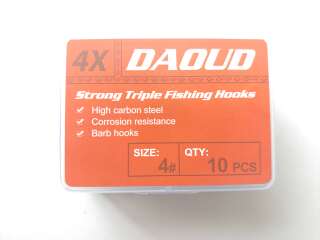 4X DAOUD
Strong Triple Fishing Hooks
High carbon steel
Corrosion resistance
Barb hooks
SIZE: QTY:
4# 10 PCS